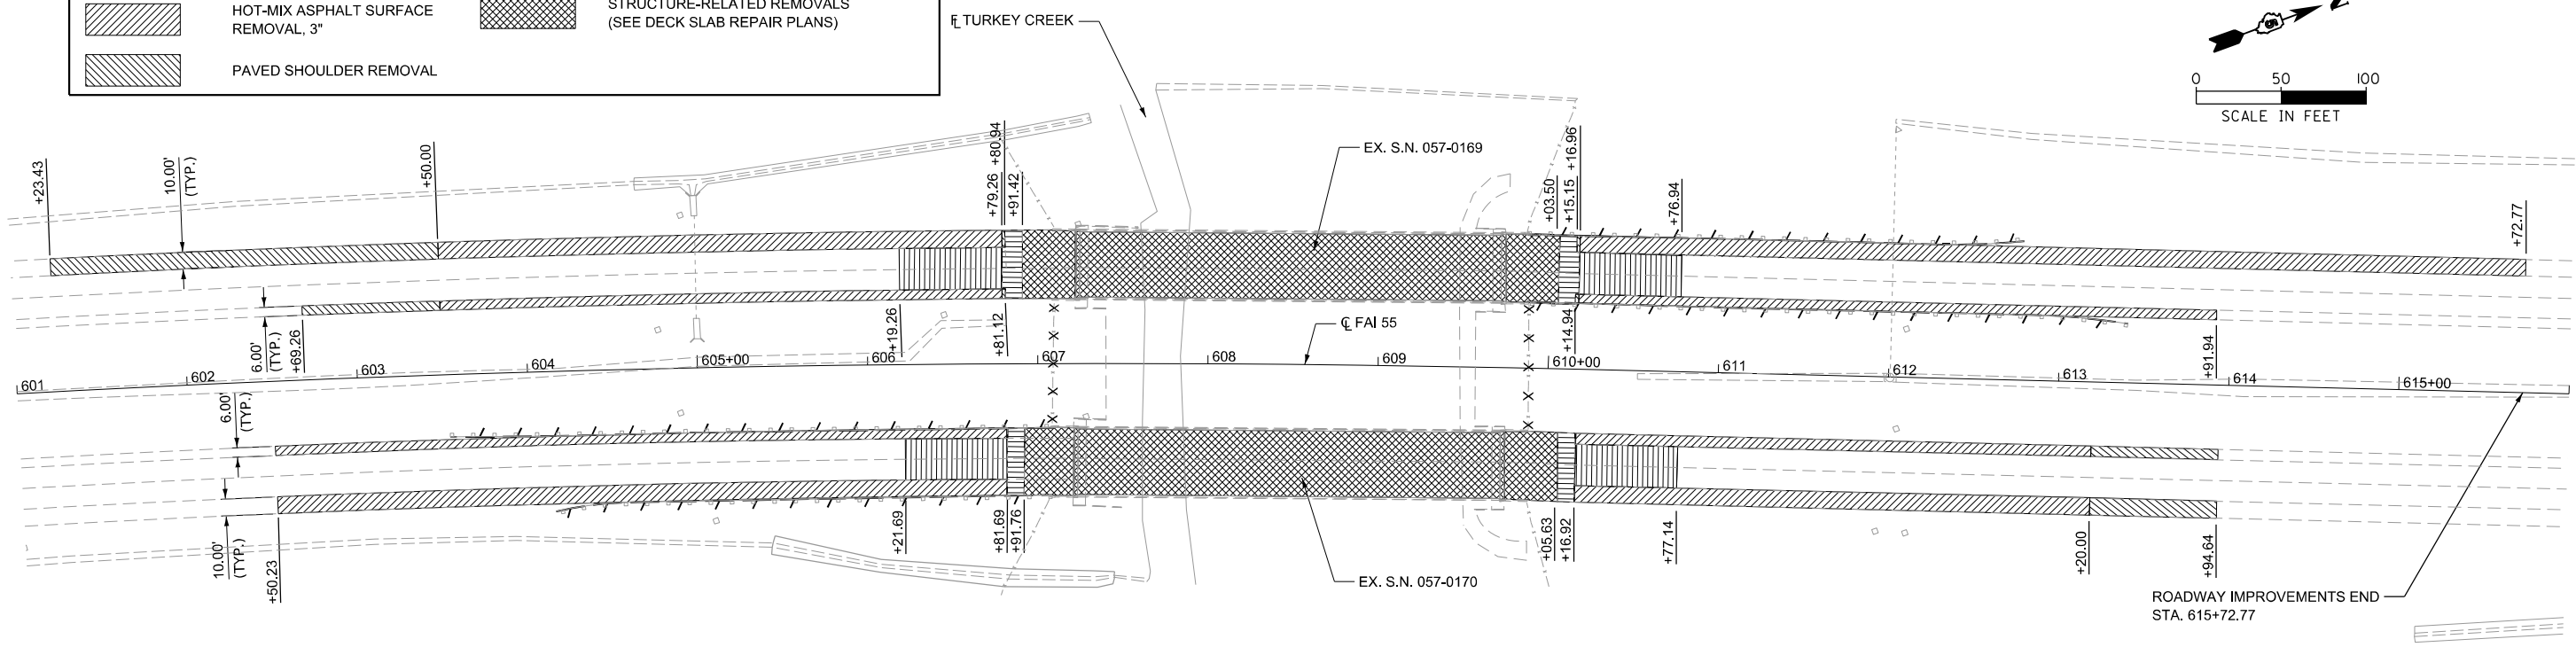 HOT-MIX ASPHALT SURFACE
REMOVAL, 3"
STRUCTURE-RELATED REMOVALS
(SEE DECK SLAB REPAIR PLANS)
PAVED SHOULDER REMOVAL
℄ TURKEY CREEK
0 50 100
SCALE IN FEET
+23.43
10.00'
(TYP.)
+50.00
+79.26
+80.94
+91.42
EX. S.N. 057-0169
+03.50
+15.15
+16.96
+76.94
+72.77
6.00'
(TYP.)
+69.26
+19.26
+81.12
℄ FAI 55
+14.94
+91.94
601 602 603 604 605+00 606 607 608 609 610+00 611 612 613 614 615+00
X X X X
X X X X
6.00'
(TYP.)
10.00'
(TYP.)
+50.23
+21.69
+81.69
+91.76
EX. S.N. 057-0170
+05.63
+16.92
+77.14
+20.00
+94.64
ROADWAY IMPROVEMENTS END
STA. 615+72.77